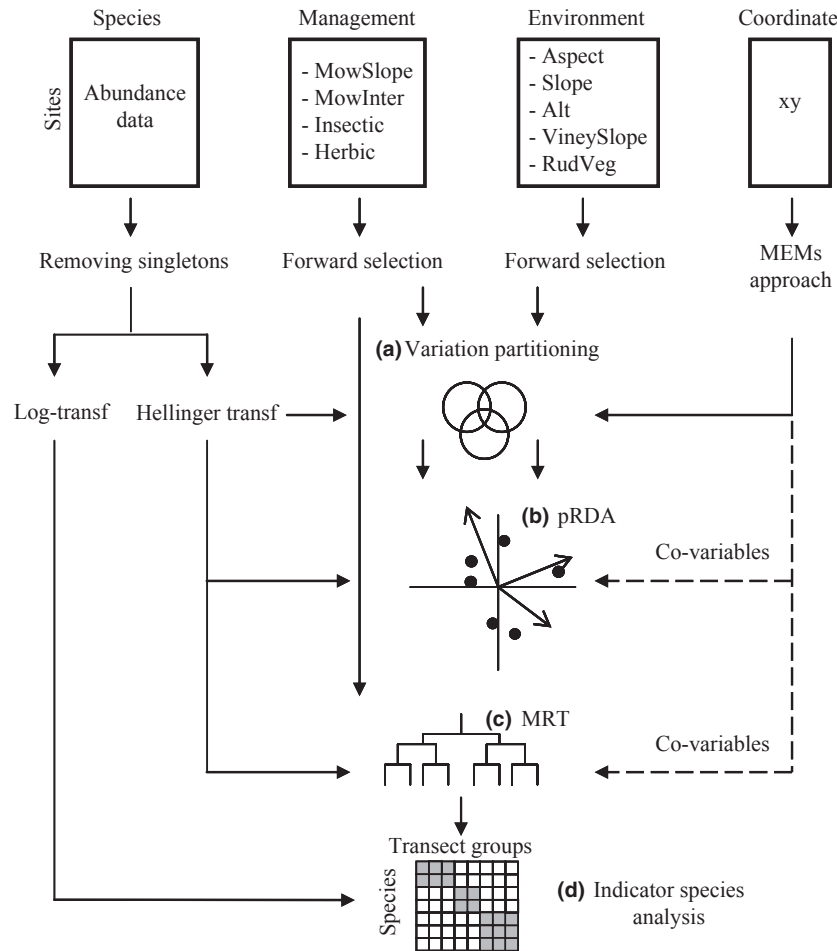 Species
Management
Environment
Coordinate
Sites
Abundance
data
- MowSlope
- MowInter
- Insectic
- Herbic
- Aspect
- Slope
- Alt
- VineySlope
- RudVeg
xy
Removing singletons
Forward selection
Forward selection
MEMs
approach
(a) Variation partitioning
Log-transf
Hellinger transf
(b) pRDA
Co-variables
(c) MRT
Co-variables
Transect groups
Species
(d) Indicator species
analysis